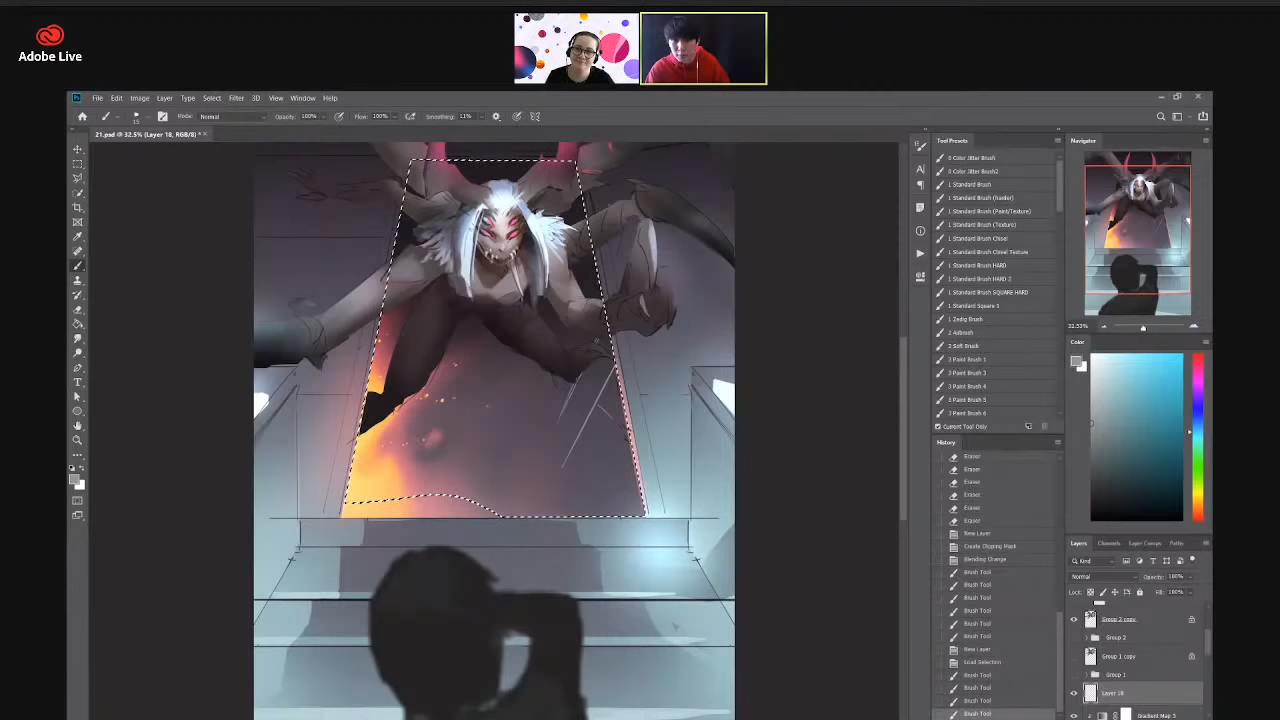 Adobe Live
File Edit Image Layer Type Select Filter 3D View Window Help
Mode: Normal Opacity: 100% Flow: 100% Smoothing: 11%
21.psd @ 32.5% (Layer 18, RGB/8) *
Tool Presets
0 Color Jitter Brush
0 Color Jitter Brush2
1 Standard Brush
1 Standard Brush (Harder)
1 Standard Brush (Paint/Texture)
1 Standard Brush (Texture)
1 Standard Brush Chisel
1 Standard Brush Chisel Texture
1 Standard Brush HARD
1 Standard Brush HARD 2
1 Standard Brush SQUARE HARD
1 Standard Square 1
1 Zedig Brush
2 Airbrush
2 Soft Brush
3 Paint Brush 1
3 Paint Brush 3
3 Paint Brush 4
3 Paint Brush 5
3 Paint Brush 6
Current Tool Only
History
Eraser
Eraser
Eraser
Eraser
Eraser
Eraser
New Layer
Create Clipping Mask
Blending Change
Brush Tool
Brush Tool
Brush Tool
Brush Tool
Brush Tool
Brush Tool
New Layer
Load Selection
Brush Tool
Brush Tool
Brush Tool
Brush Tool
Navigator
32.53%
Color
Layers Channels Layer Comps Paths
Kind
Normal Opacity: 100%
Lock: Fill: 100%
Group 2 copy
Group 2
Group 1 copy
Group 1
Layer 18
Gradient Map 3